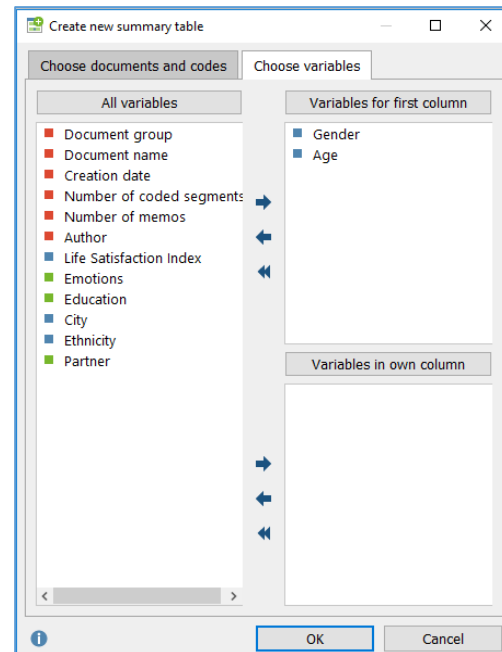 Create new summary table
Choose documents and codes
Choose variables
All variables
Document group
Document name
Creation date
Number of coded segments
Number of memos
Author
Life Satisfaction Index
Emotions
Education
City
Ethnicity
Partner
Variables for first column
Gender
Age
Variables in own column
OK
Cancel